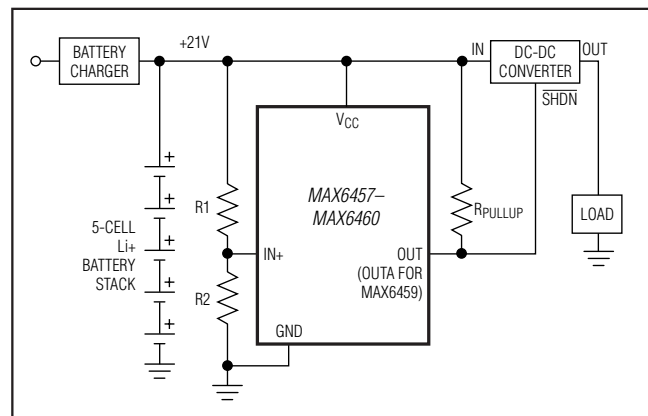 BATTERY
CHARGER
+21V
IN
DC-DC
CONVERTER
OUT
SHDN
VCC
MAX6457–
MAX6460
R1
RPULLUP
LOAD
5-CELL
Li+
BATTERY
STACK
IN+
OUT
(OUTA FOR
MAX6459)
R2
GND
+
+
+
+
+